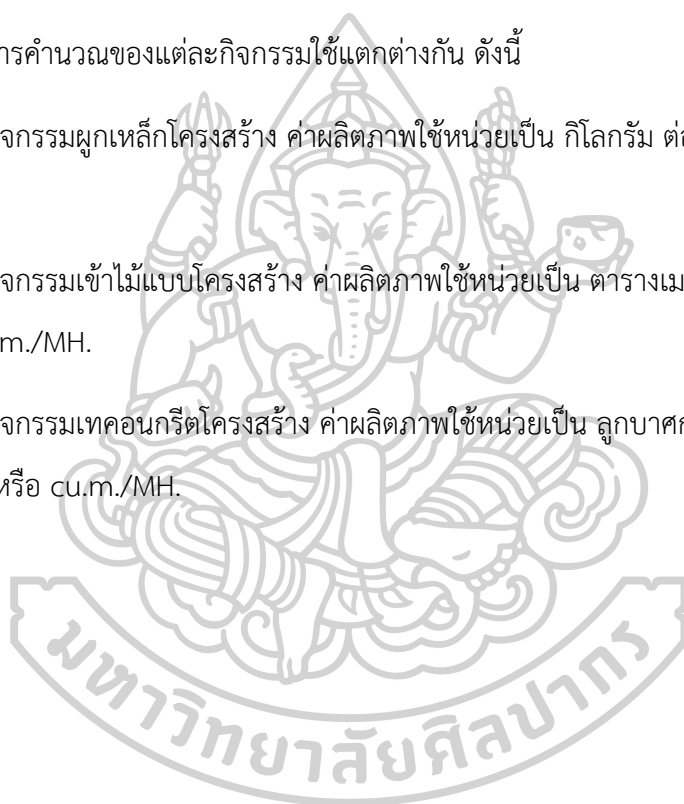 ารคำนวณของแต่ละกิจกรรมใช้แตกต่างกัน ดังนี้
จกรรมผูกเหล็กโครงสร้าง ค่าผลิตภาพใช้หน่วยเป็น กิโลกรัม ต่
จกรรมเข้าไม้แบบโครงสร้าง ค่าผลิตภาพใช้หน่วยเป็น ตารางเม
m./MH.
จกรรมเทคอนกรีตโครงสร้าง ค่าผลิตภาพใช้หน่วยเป็น ลูกบาศก
หรือ cu.m./MH.
มหาวิทยาลัยศิลปากร